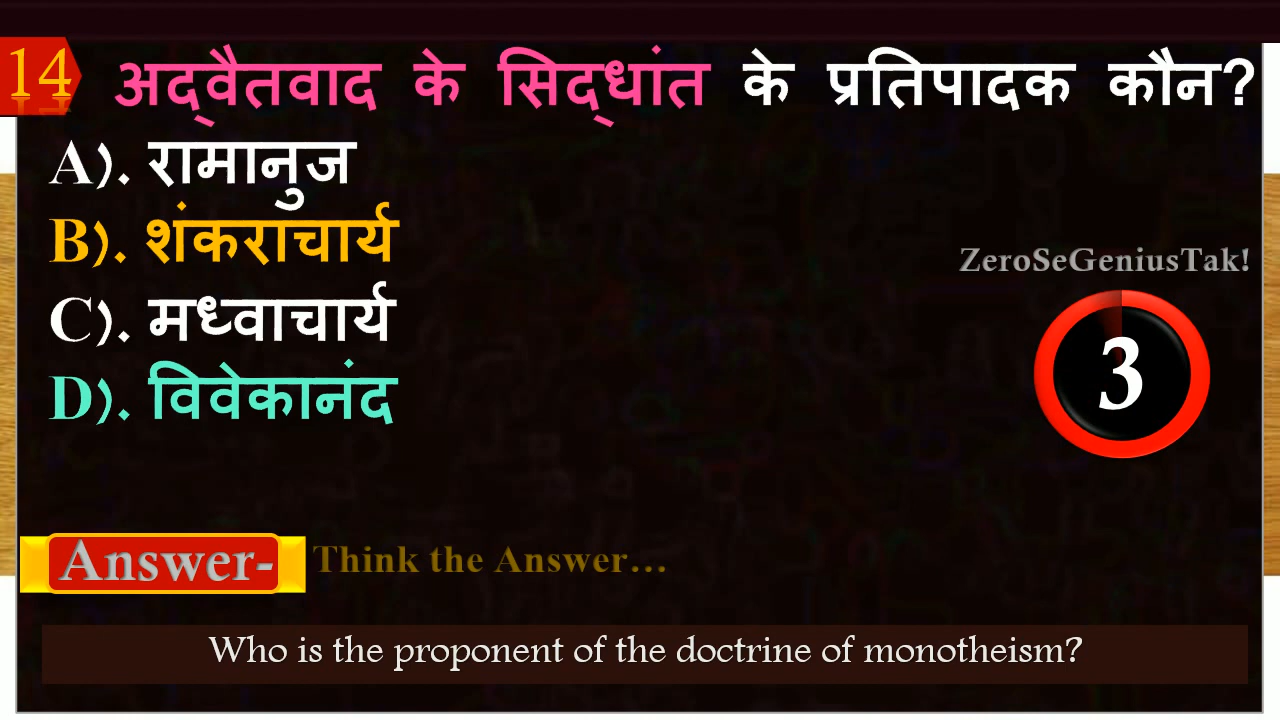 14 अद्वैतवाद के सिद्धांत के प्रतिपादक कौन?
A). रामानुज
B). शंकराचार्य
C). मध्वाचार्य
D). विवेकानंद
ZeroSeGeniusTak!
3
Answer- Think the Answer...
Who is the proponent of the doctrine of monotheism?